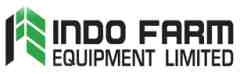 INDO FARM
EQUIPMENT LIMITED